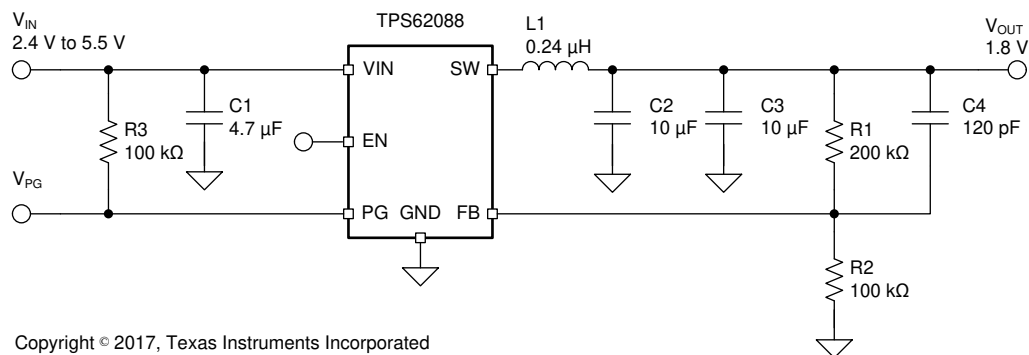 TPS62088
VIN
2.4 V to 5.5 V
L1
0.24 µH
VOUT
1.8 V
VIN
SW
R3
100 kΩ
C1
4.7 µF
EN
C2
10 µF
C3
10 µF
R1
200 kΩ
C4
120 pF
VPG
PG
GND
FB
R2
100 kΩ
Copyright © 2017, Texas Instruments Incorporated